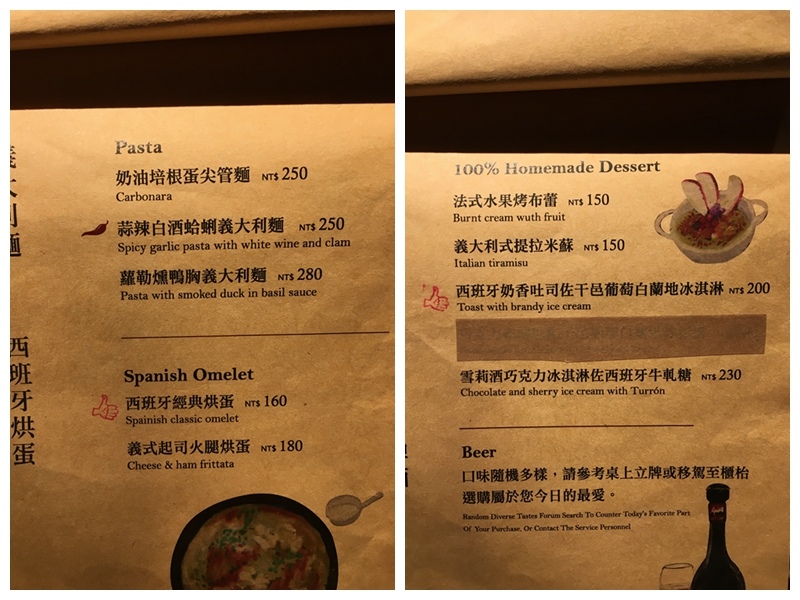 Pasta
奶油培根蛋尖管麵 NT$ 250
Carbonara
蒜辣白酒蛤蜊義大利麵 NT$ 250
Spicy garlic pasta with white wine and clam
蘿勒燻鴨胸義大利麵 NT$ 280
Pasta with smoked duck in basil sauce
義大利麵
Spanish Omelet
西班牙經典烘蛋 NT$ 160
Spainish classic omelet
義式起司火腿烘蛋 NT$ 180
Cheese & ham frittata
西班牙烘蛋
100% Homemade Dessert
法式水果烤布蕾 NT$ 150
Burnt cream wuth fruit
義大利式提拉米蘇 NT$ 150
Italian tiramisu
西班牙奶香吐司佐干邑葡萄白蘭地冰淇淋 NT$ 200
Toast with brandy ice cream
雪莉酒巧克力冰淇淋佐西班牙牛軋糖 NT$ 230
Chocolate and sherry ice cream with Turrón
Beer
口味隨機多樣，請參考桌上立牌或移駕至櫃枱
選購屬於您今日的最愛。
Random Diverse Tastes Forum Search To Counter Today's Favorite Part
Of Your Purchase, Or Contact The Service Personnel